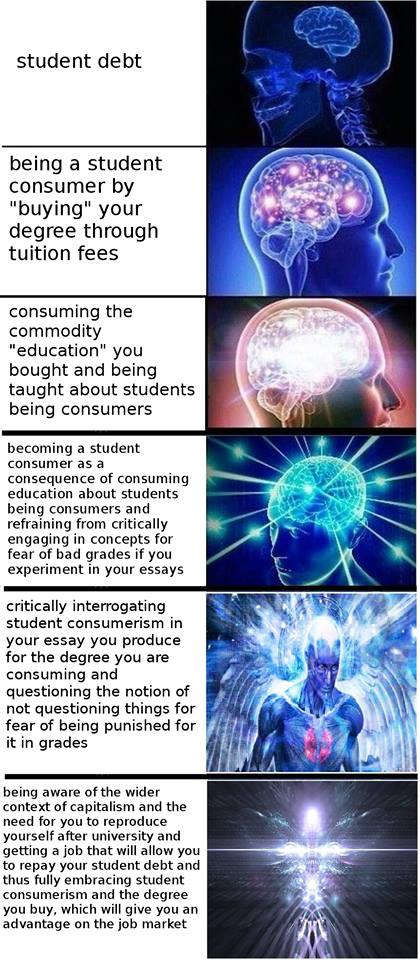 student debt
being a student
consumer by
"buying" your
degree through
tuition fees
consuming the
commodity
"education" you
bought and being
taught about students
being consumers
becoming a student
consumer as a
consequence of consuming
education about students
being consumers and
refraining from critically
engaging in concepts for
fear of bad grades if you
experiment in your essays
critically interrogating
student consumerism in
your essay you produce
for the degree you are
consuming and
questioning the notion of
not questioning things for
fear of being punished for
it in grades
being aware of the wider
context of capitalism and the
need for you to reproduce
yourself after university and
getting a job that will allow you
to repay your student debt and
thus fully embracing student
consumerism and the degree
you buy, which will give you an
advantage on the job market